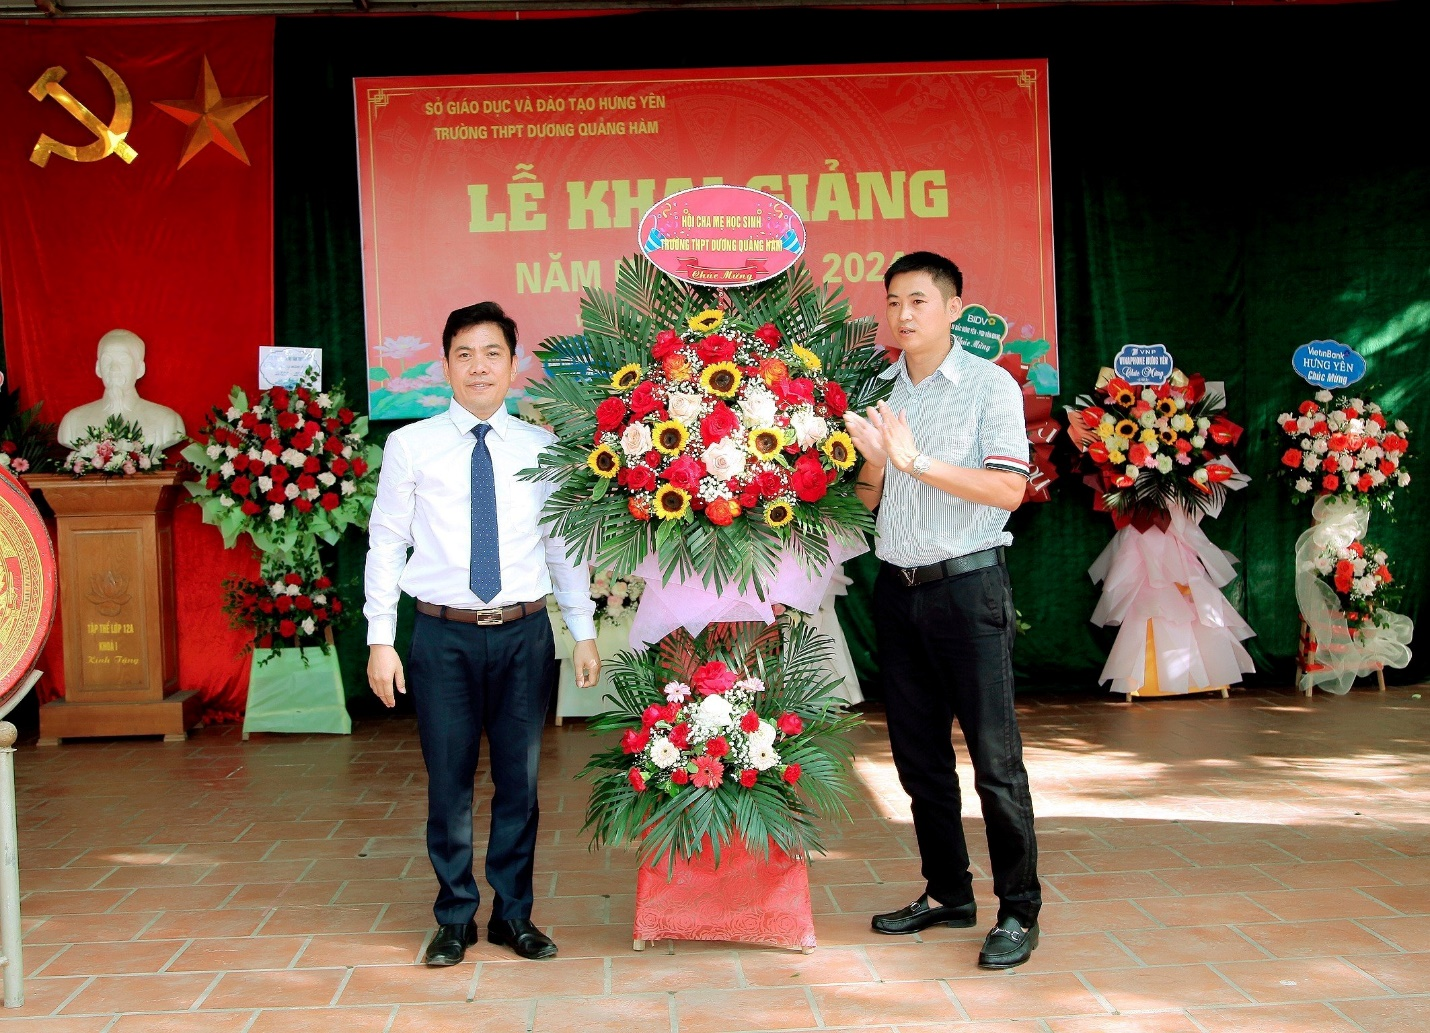 SỞ GIÁO DỤC VÀ ĐÀO TẠO HƯNG YÊN
TRƯỜNG THPT DƯƠNG QUẢNG HÀM
LỄ KHAI GIẢNG
NĂM 2024
HỘI CHA MẸ HỌC SINH
TRƯỜNG THPT DƯƠNG QUẢNG HÀM
Chúc Mừng
BIDV
Chúc Mừng
VNPT
VINAPHONE HƯNG YÊN
Chúc Mừng
VietinBank
HƯNG YÊN
Chúc Mừng
TẬP THỂ LỚP 12A
KHOÁ I
Kính Tặng